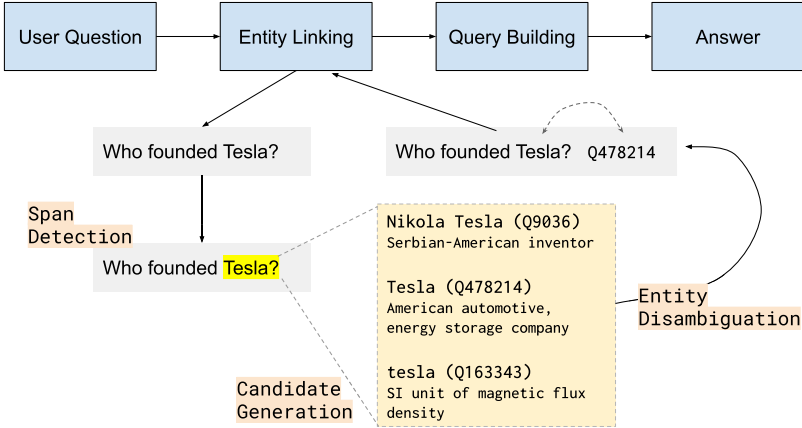 User Question
Entity Linking
Query Building
Answer
Who founded Tesla?
Who founded Tesla? Q478214
Span
Detection
Who founded Tesla?
Nikola Tesla (Q9036)
Serbian-American inventor
Tesla (Q478214)
American automotive,
energy storage company
tesla (Q163343)
SI unit of magnetic flux
density
Entity
Disambiguation
Candidate
Generation